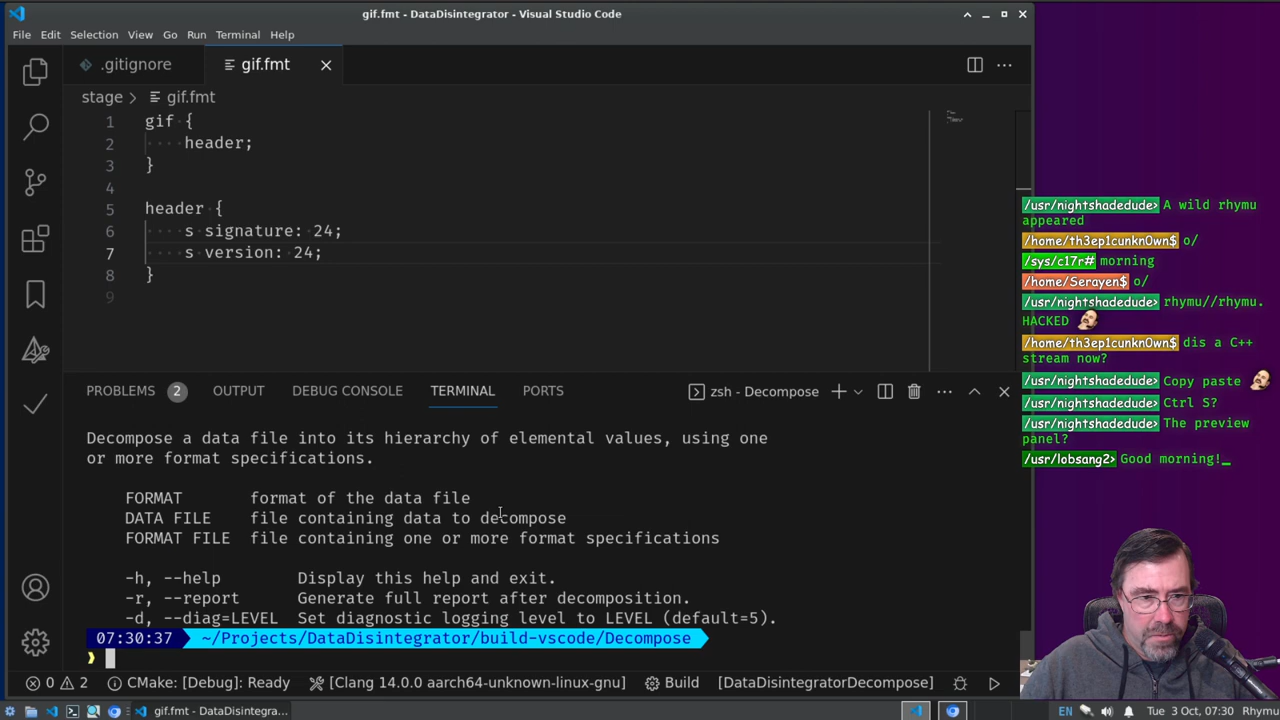 gif.fmt - DataDisintegrator - Visual Studio Code
File Edit Selection View Go Run Terminal Help
.gitignore
gif.fmt
stage > gif.fmt
1 gif {
2 ····header;
3 }
4
5 header {
6 ····s signature: 24;
7 ····s version: 24;
8 }
9
PROBLEMS 2 OUTPUT DEBUG CONSOLE TERMINAL PORTS
zsh - Decompose
Decompose a data file into its hierarchy of elemental values, using one
or more format specifications.
FORMAT format of the data file
DATA FILE file containing data to decompose
FORMAT FILE file containing one or more format specifications
-h, --help Display this help and exit.
-r, --report Generate full report after decomposition.
-d, --diag=LEVEL Set diagnostic logging level to LEVEL (default=5).
07:30:37 ~/Projects/DataDisintegrator/build-vscode/Decompose
❯
0 2 CMake: [Debug]: Ready [Clang 14.0.0 aarch64-unknown-linux-gnu] Build [DataDisintegratorDecompose]
gif.fmt - DataDisintegra...
EN Tue 3 Oct, 07:30 Rhymu
/usr/nightshadedude> A wild rhymu
appeared
/home/th3ep1cunkn0wn$ o/
/sys/c17r# morning
/home/Serayen$ o/
/usr/nightshadedude> rhymu//rhymu.
HACKED
/home/th3ep1cunkn0wn$ dis a C++
stream now?
/usr/nightshadedude> Copy paste
/usr/nightshadedude> Ctrl S?
/usr/nightshadedude> The preview
panel?
/usr/lobsang2> Good morning!_